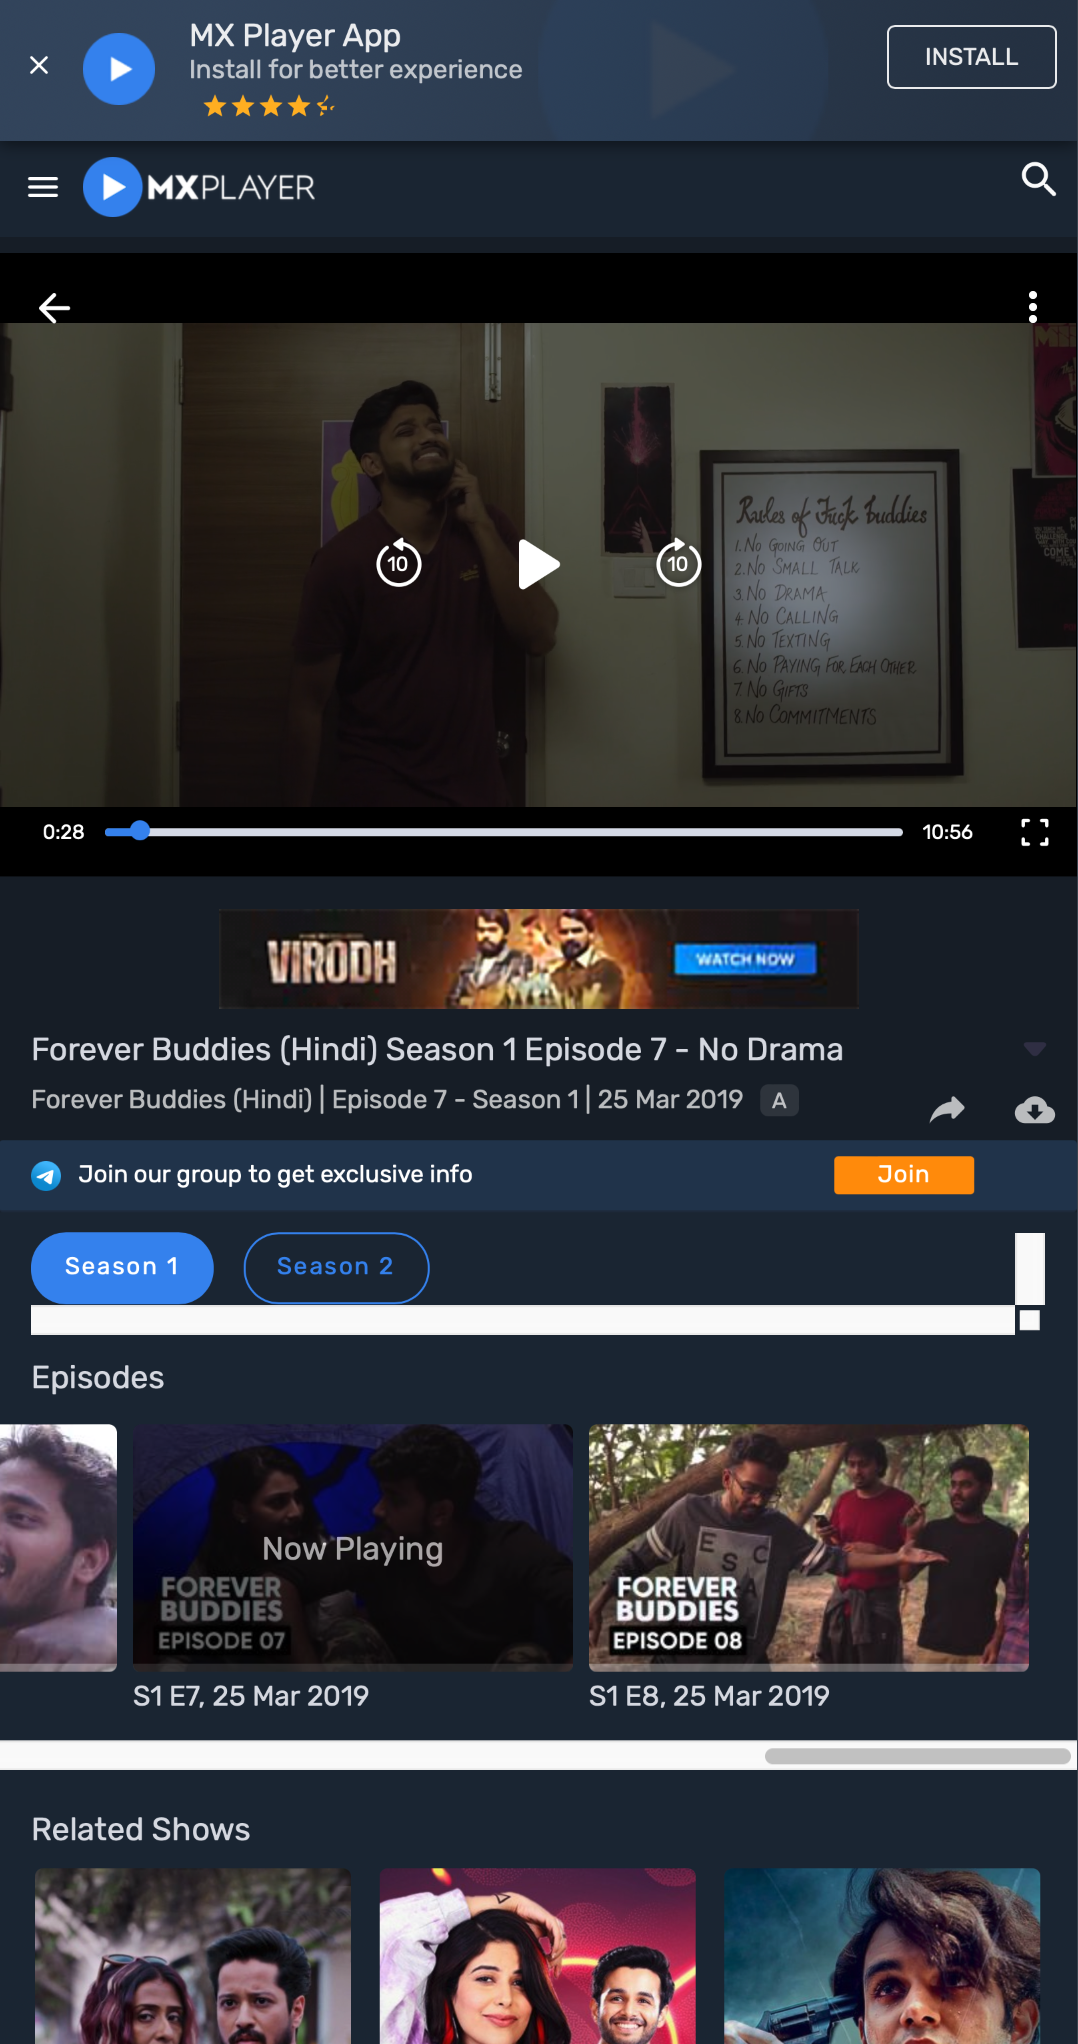 MX Player App
Install for better experience
INSTALL
MXPLAYER
Rules of Fuck buddies
1. No Going Out
2. No Small Talk
3. No Drama
4. No Calling
5. No Texting
6. No Paying For Each Other
7. No Gifts
8. No Commitments
10
10
0:28
10:56
VIRODH
WATCH NOW
Forever Buddies (Hindi) Season 1 Episode 7 - No Drama
Forever Buddies (Hindi) | Episode 7 - Season 1 | 25 Mar 2019 A
Join our group to get exclusive info
Join
Season 1
Season 2
Episodes
Now Playing
FOREVER
BUDDIES
EPISODE 07
ESC
FOREVER
BUDDIES
EPISODE 08
S1 E7, 25 Mar 2019
S1 E8, 25 Mar 2019
Related Shows